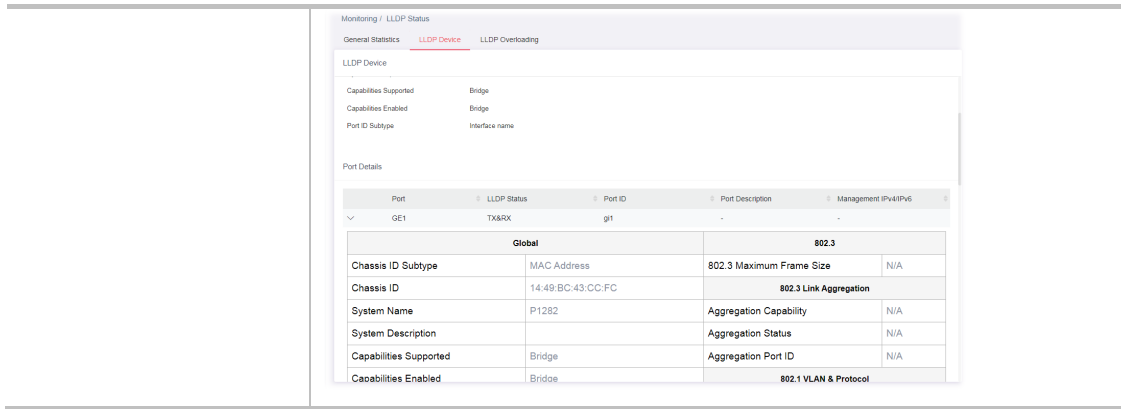 Monitoring / LLDP Status
General Statistics LLDP Device LLDP Overloading
LLDP Device
Capabilities Supported Bridge
Capabilities Enabled Bridge
Port ID Subtype Interface name
Port Details
Port LLDP Status Port ID Port Description Management IPv4/IPv6
GE1 TX&RX gi1 - -
Global 802.3
Chassis ID Subtype MAC Address 802.3 Maximum Frame Size N/A
Chassis ID 14:49:BC:43:CC:FC 802.3 Link Aggregation
System Name P1282 Aggregation Capability N/A
System Description Aggregation Status N/A
Capabilities Supported Bridge Aggregation Port ID N/A
Capabilities Enabled Bridge 802.1 VLAN & Protocol